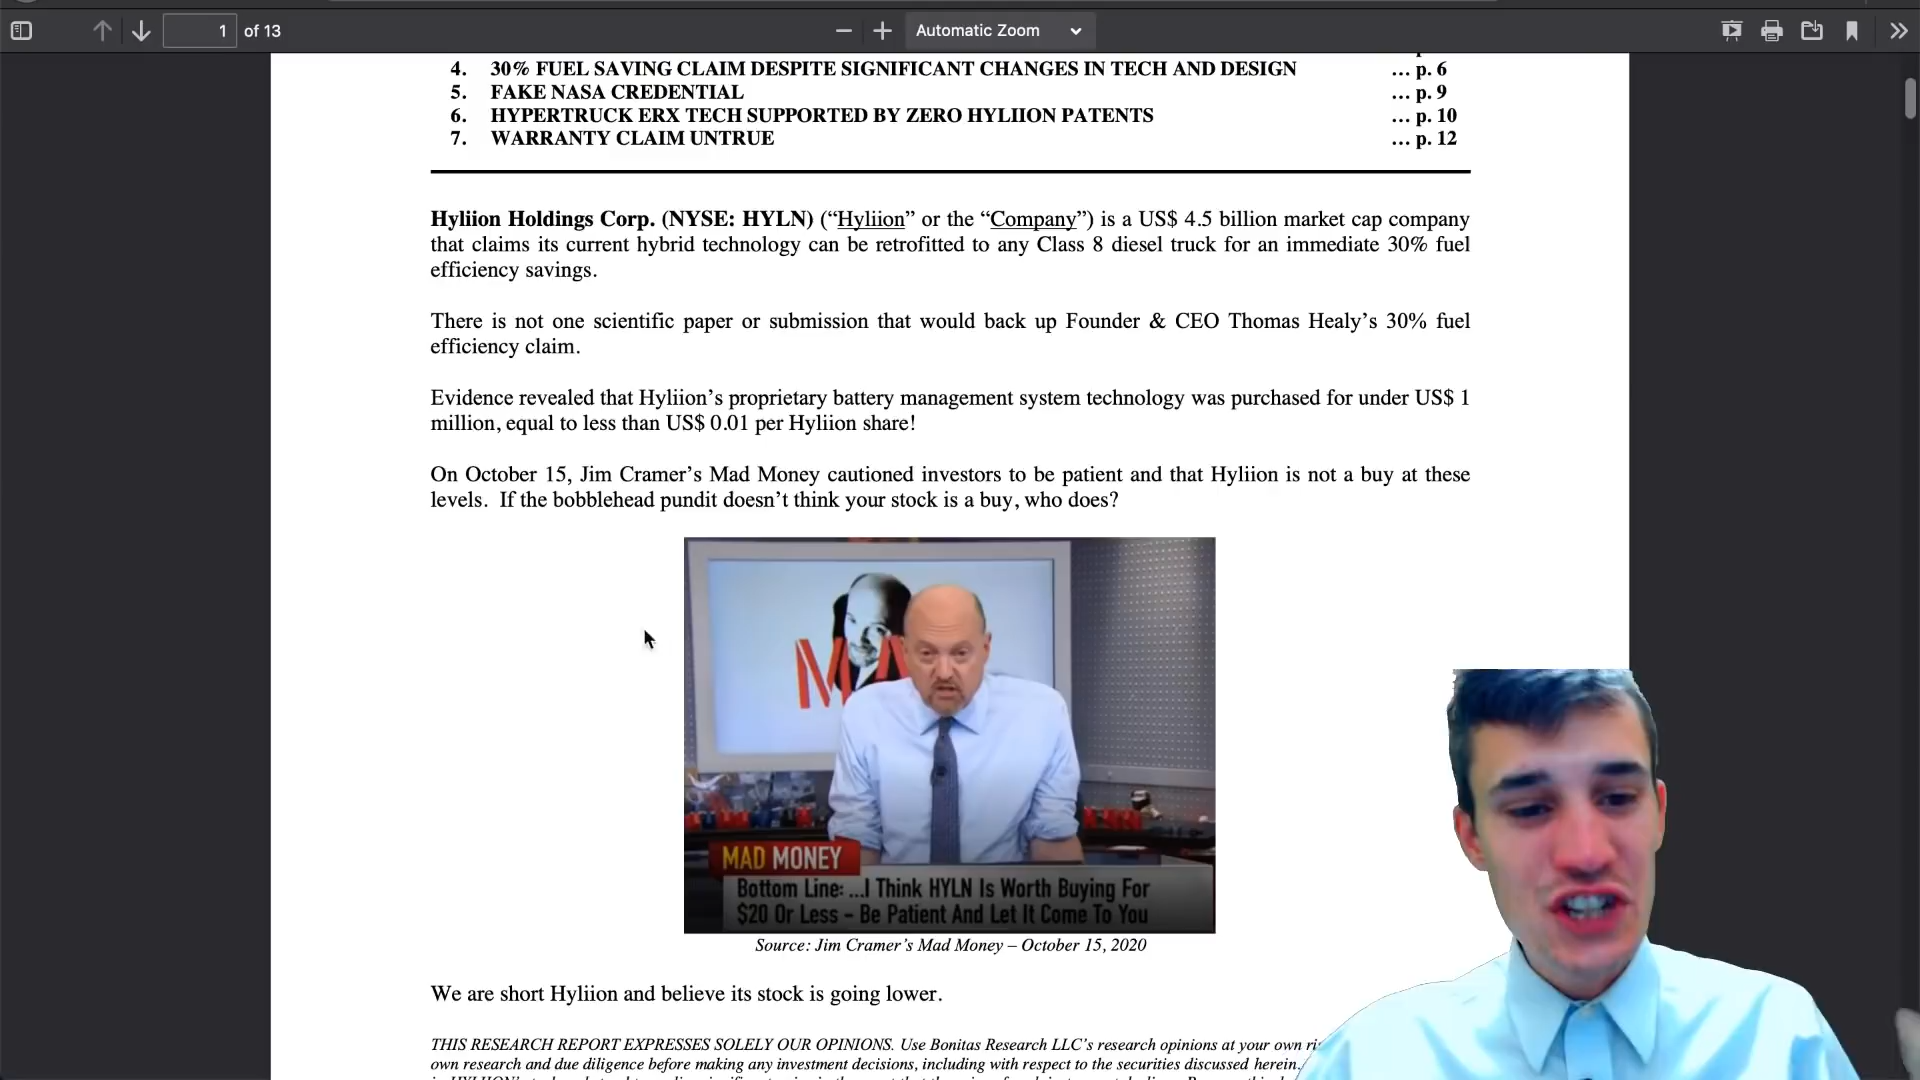 1 of 13
Automatic Zoom
4. 30% FUEL SAVING CLAIM DESPITE SIGNIFICANT CHANGES IN TECH AND DESIGN … p. 6
5. FAKE NASA CREDENTIAL … p. 9
6. HYPERTRUCK ERX TECH SUPPORTED BY ZERO HYLIION PATENTS … p. 10
7. WARRANTY CLAIM UNTRUE … p. 12
Hyliion Holdings Corp. (NYSE: HYLN) (“Hyliion” or the “Company”) is a US$ 4.5 billion market cap company
that claims its current hybrid technology can be retrofitted to any Class 8 diesel truck for an immediate 30% fuel
efficiency savings.
There is not one scientific paper or submission that would back up Founder & CEO Thomas Healy’s 30% fuel
efficiency claim.
Evidence revealed that Hyliion’s proprietary battery management system technology was purchased for under US$ 1
million, equal to less than US$ 0.01 per Hyliion share!
On October 15, Jim Cramer’s Mad Money cautioned investors to be patient and that Hyliion is not a buy at these
levels. If the bobblehead pundit doesn’t think your stock is a buy, who does?
MA
MAD MONEY
Bottom Line: ...I Think HYLN Is Worth Buying For
$20 Or Less – Be Patient And Let It Come To You
Source: Jim Cramer’s Mad Money – October 15, 2020
We are short Hyliion and believe its stock is going lower.
THIS RESEARCH REPORT EXPRESSES SOLELY OUR OPINIONS. Use Bonitas Research LLC’s research opinions at your own
own research and due diligence before making any investment decisions, including with respect to the securities discussed herein.